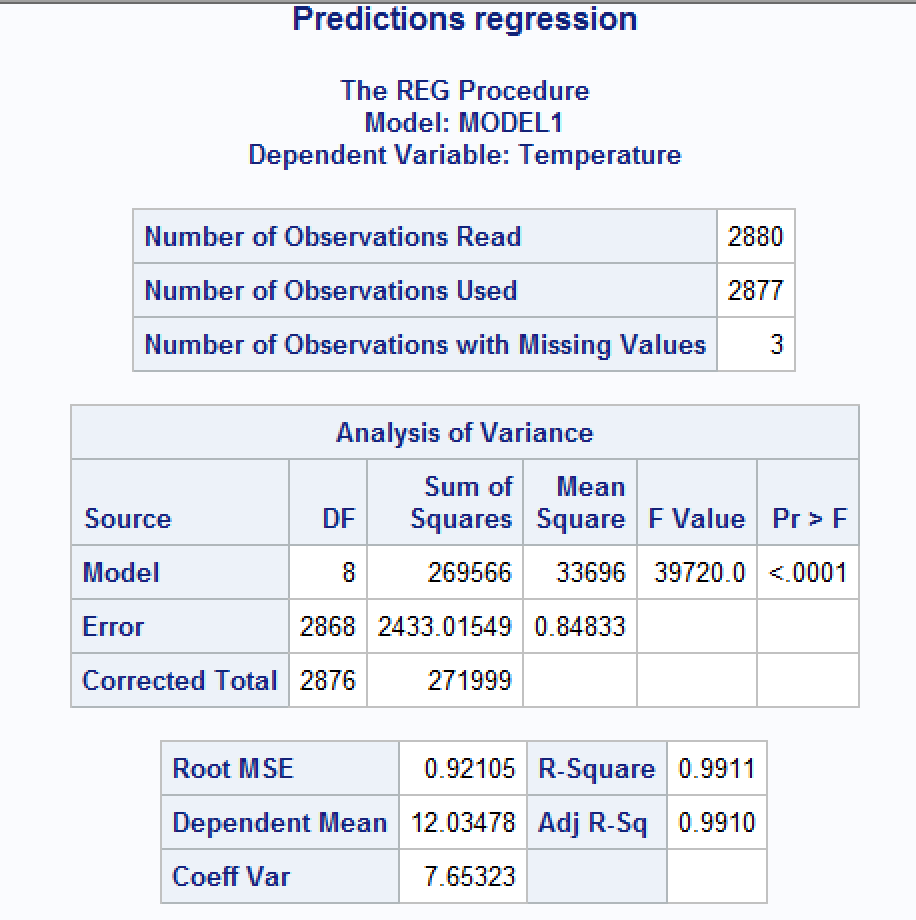 Predictions regression
The REG Procedure
Model: MODEL1
Dependent Variable: Temperature
Number of Observations Read 2880
Number of Observations Used 2877
Number of Observations with Missing Values 3
Analysis of Variance
Source DF Sum of Squares Mean Square F Value Pr > F
Model 8 269566 33696 39720.0 <.0001
Error 2868 2433.01549 0.84833
Corrected Total 2876 271999
Root MSE 0.92105 R-Square 0.9911
Dependent Mean 12.03478 Adj R-Sq 0.9910
Coeff Var 7.65323